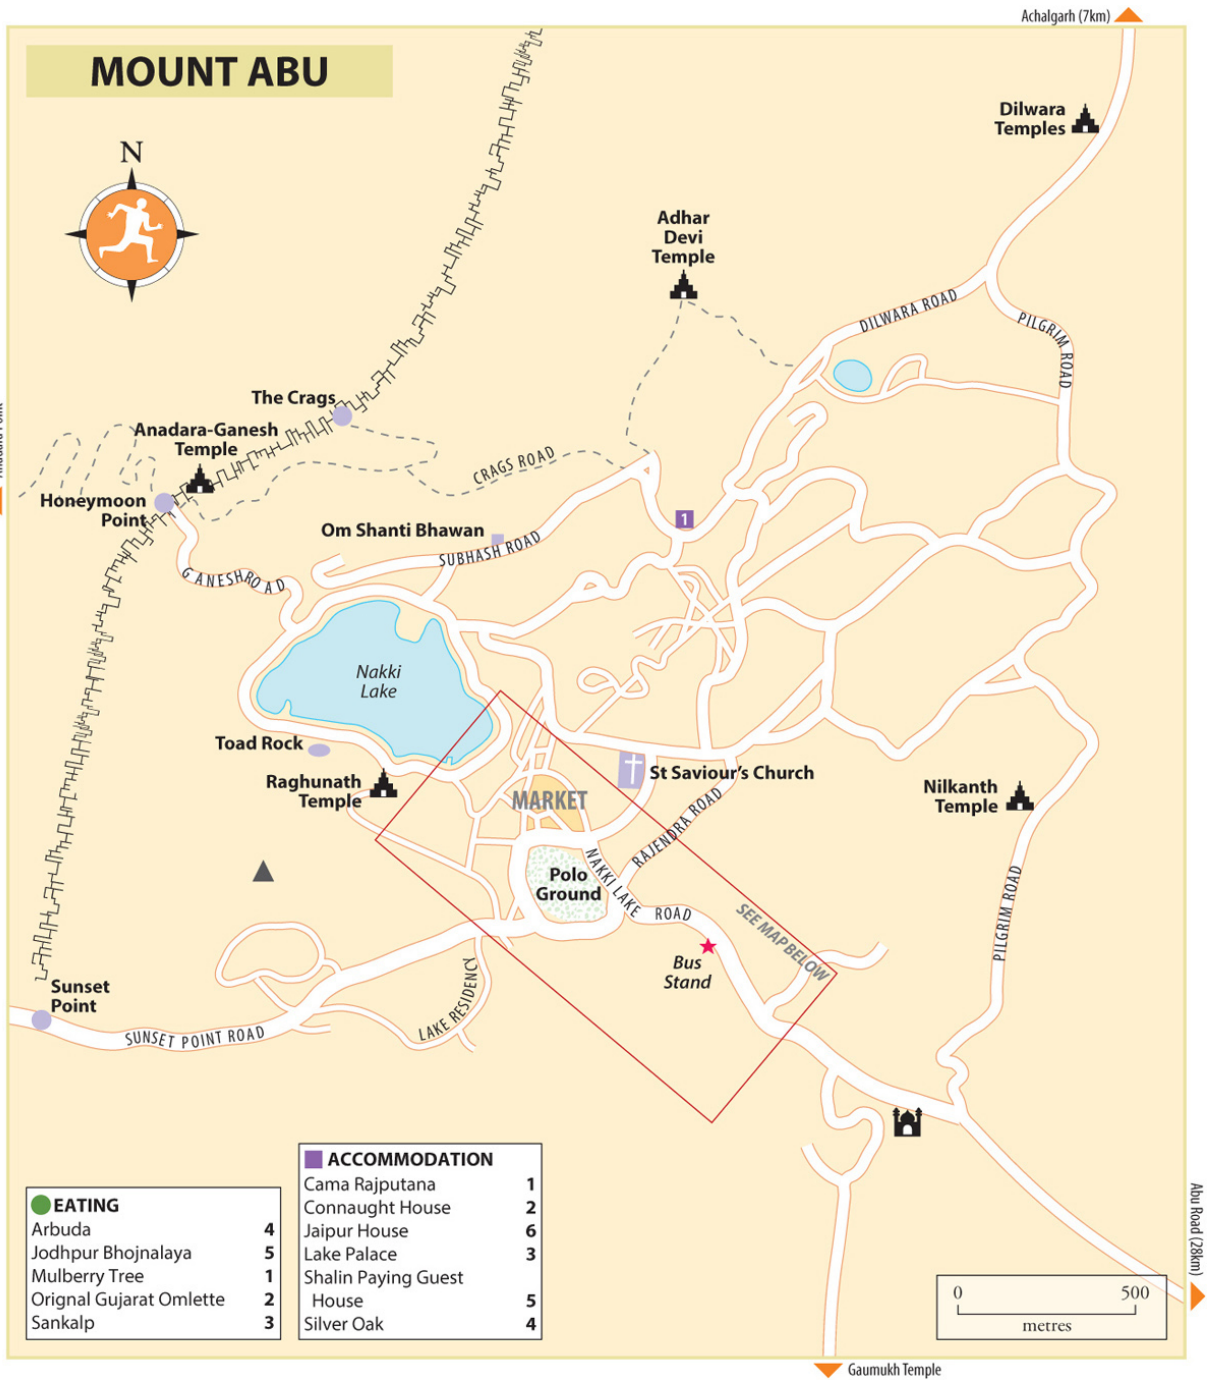 Achalgarh (7km)
MOUNT ABU
N
Dilwara
Temples
Adhar
Devi
Temple
DILWARA ROAD
PILGRIM ROAD
The Crags
Anadara-Ganesh
Temple
CRAGS ROAD
Honeymoon
Point
1
Om Shanti Bhawan
SUBHASH ROAD
GANESH ROAD
Nakki
Lake
Toad Rock
Raghunath
Temple
MARKET
St Saviour's Church
Nilkanth
Temple
RAJENDRA ROAD
Polo
Ground
NAKKI LAKE ROAD
SEE MAP BELOW
PILGRIM ROAD
Bus
Stand
Sunset
Point
SUNSET POINT ROAD
LAKE RESIDENCY
EATING
Arbuda 4
Jodhpur Bhojnalaya 5
Mulberry Tree 1
Orignal Gujarat Omlette 2
Sankalp 3
ACCOMMODATION
Cama Rajputana 1
Connaught House 2
Jaipur House 6
Lake Palace 3
Shalin Paying Guest
House 5
Silver Oak 4
Abu Road (28km)
0 500
metres
Gaumukh Temple